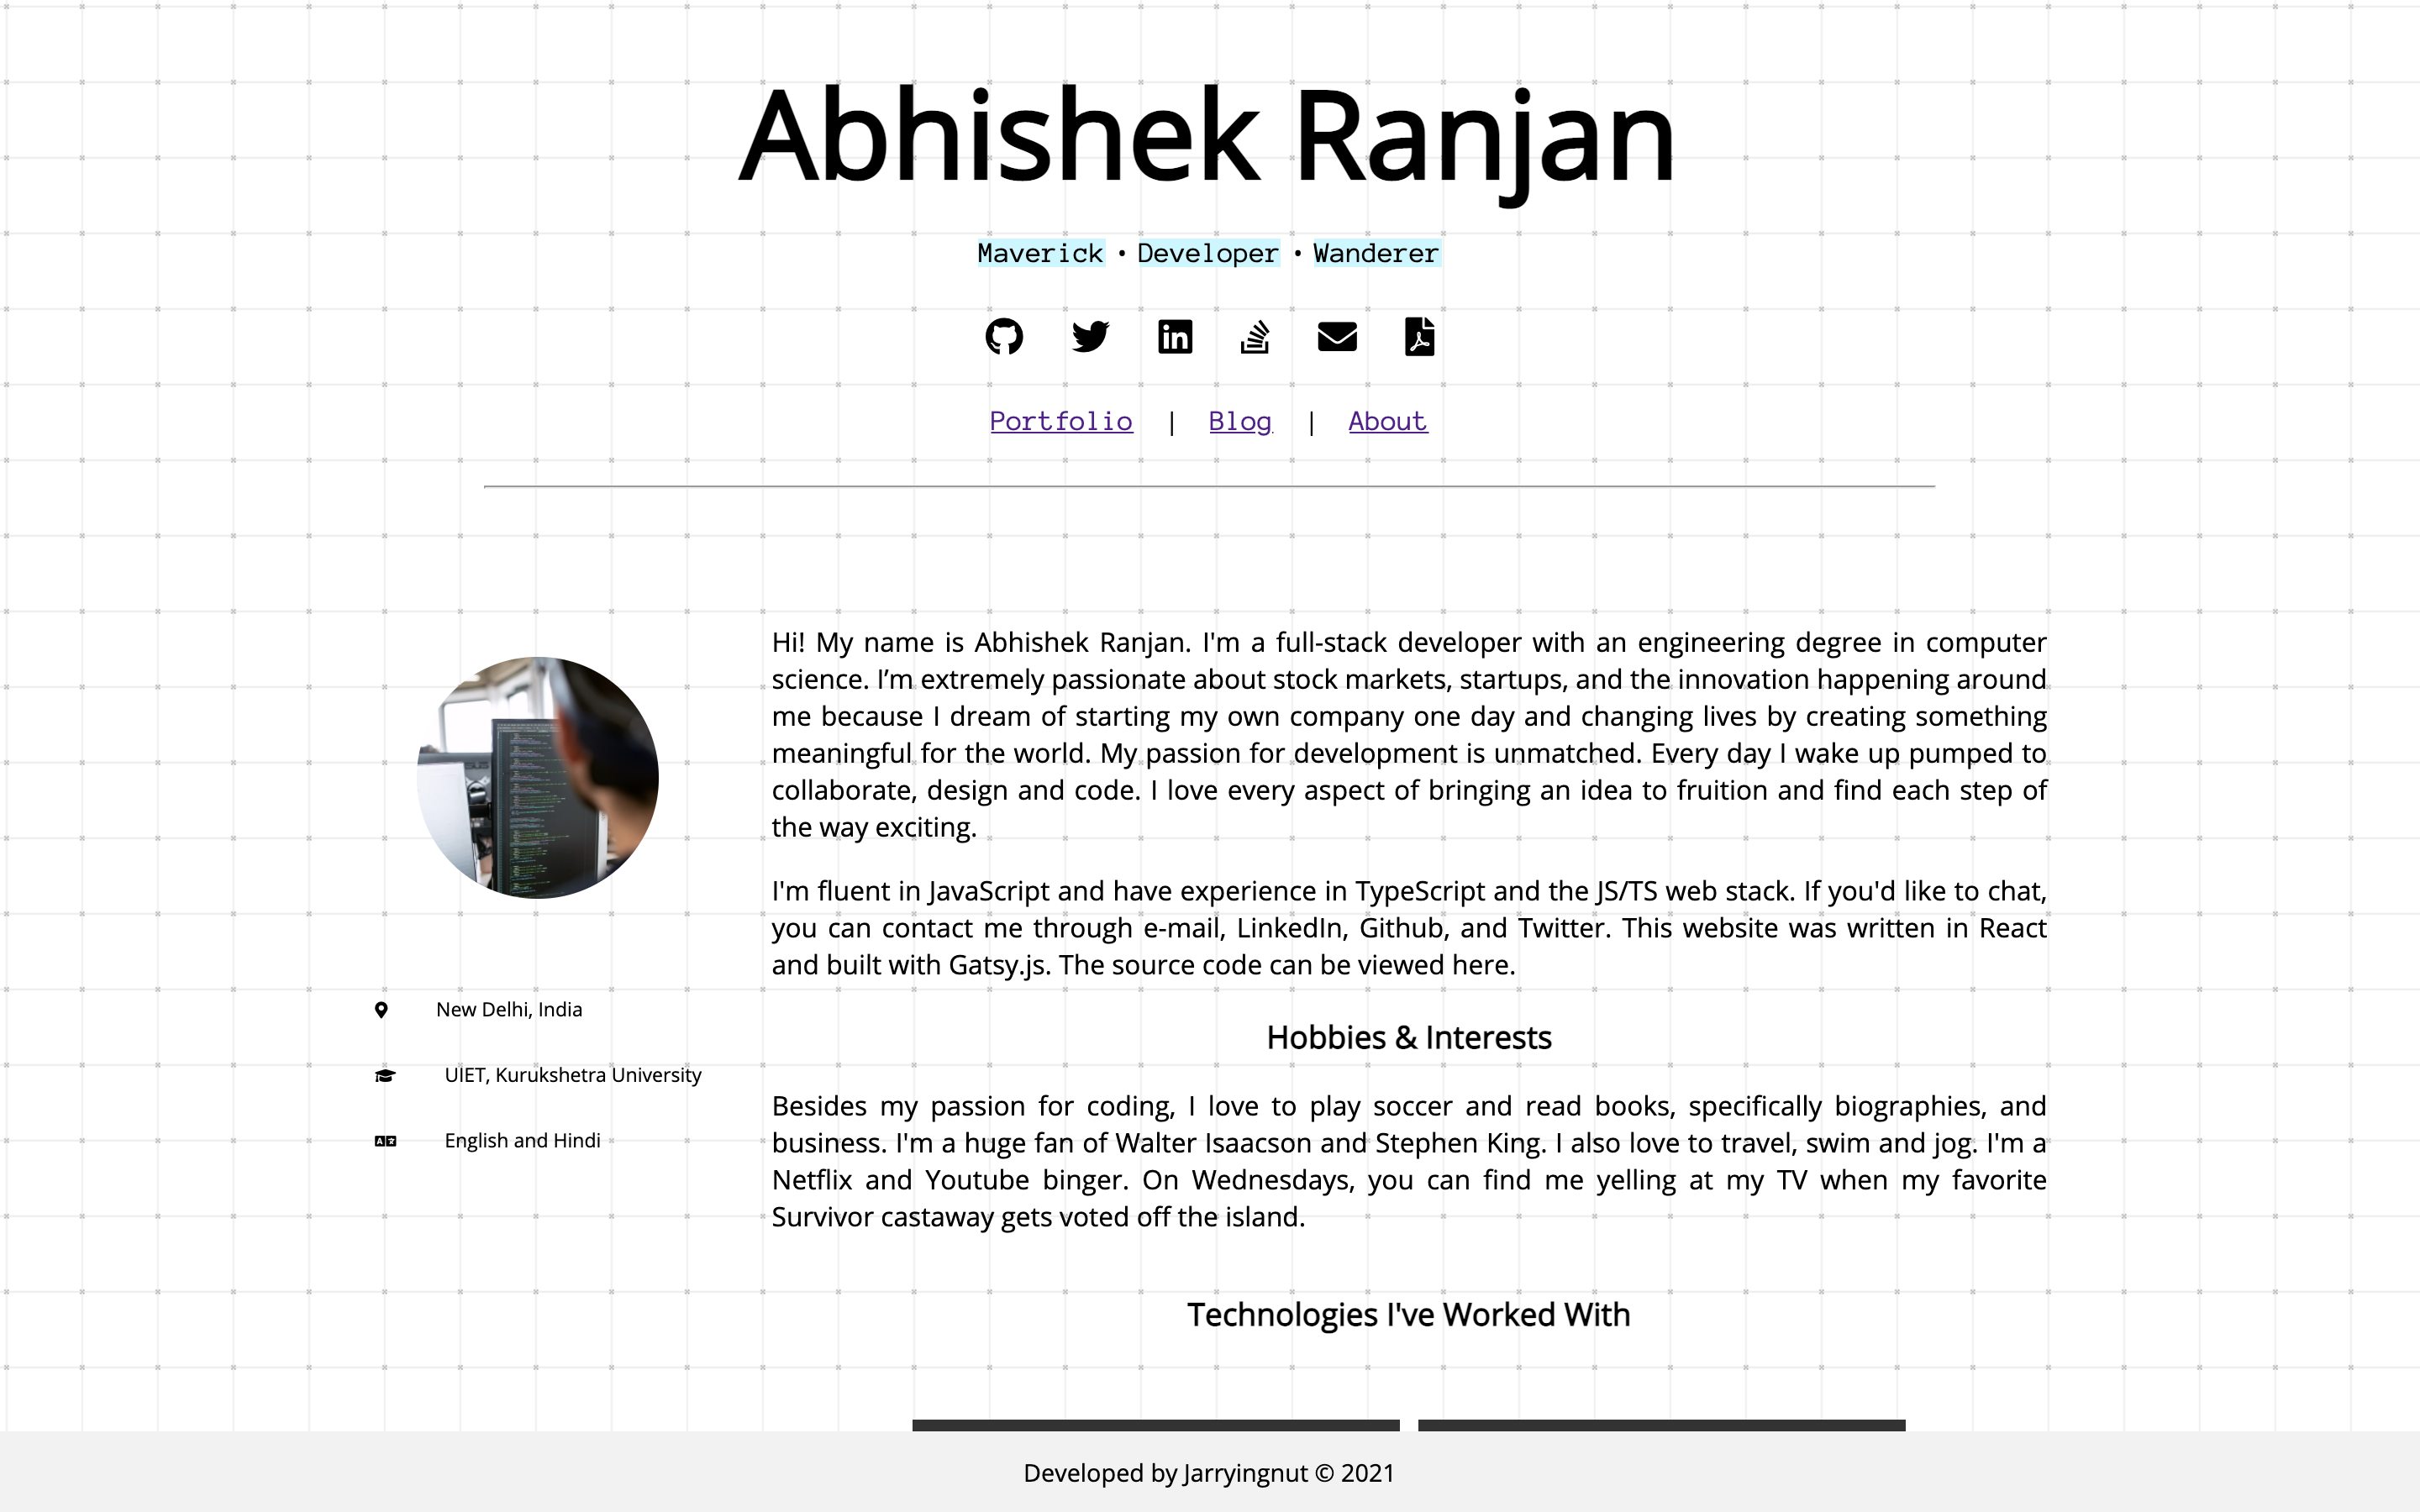 Abhishek Ranjan
Maverick • Developer • Wanderer
Portfolio | Blog | About
Hi! My name is Abhishek Ranjan. I'm a full-stack developer with an engineering degree in computer
science. I’m extremely passionate about stock markets, startups, and the innovation happening around
me because I dream of starting my own company one day and changing lives by creating something
meaningful for the world. My passion for development is unmatched. Every day I wake up pumped to
collaborate, design and code. I love every aspect of bringing an idea to fruition and find each step of
the way exciting.
I'm fluent in JavaScript and have experience in TypeScript and the JS/TS web stack. If you'd like to chat,
you can contact me through e-mail, LinkedIn, Github, and Twitter. This website was written in React
and built with Gatsy.js. The source code can be viewed here.
New Delhi, India
UIET, Kurukshetra University
English and Hindi
Hobbies & Interests
Besides my passion for coding, I love to play soccer and read books, specifically biographies, and
business. I'm a huge fan of Walter Isaacson and Stephen King. I also love to travel, swim and jog. I'm a
Netflix and Youtube binger. On Wednesdays, you can find me yelling at my TV when my favorite
Survivor castaway gets voted off the island.
Technologies I've Worked With
Developed by Jarryingnut © 2021